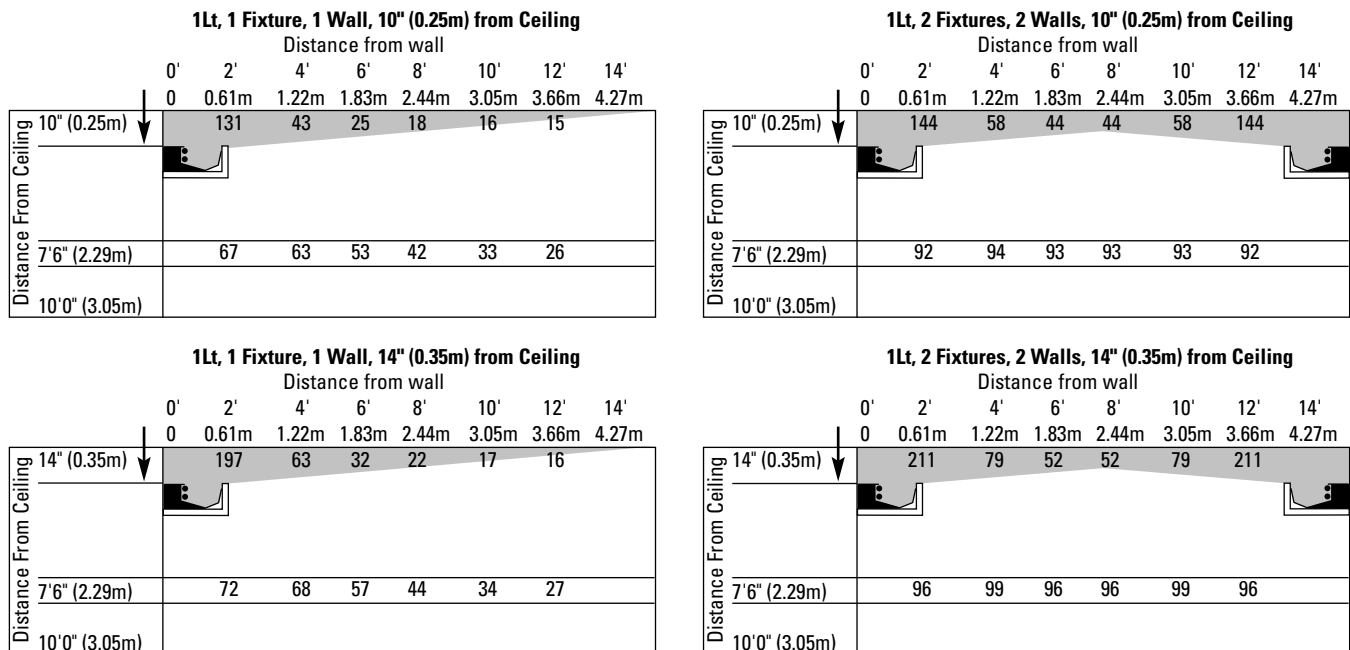 1Lt, 1 Fixture, 1 Wall, 10" (0.25m) from Ceiling
Distance from wall
0' 2' 4' 6' 8' 10' 12' 14'
0 0.61m 1.22m 1.83m 2.44m 3.05m 3.66m 4.27m
Distance From Ceiling
10" (0.25m) 131 43 25 18 16 15
7'6" (2.29m) 67 63 53 42 33 26
10'0" (3.05m)
1Lt, 2 Fixtures, 2 Walls, 10" (0.25m) from Ceiling
Distance from wall
0' 2' 4' 6' 8' 10' 12' 14'
0 0.61m 1.22m 1.83m 2.44m 3.05m 3.66m 4.27m
Distance From Ceiling
10" (0.25m) 144 58 44 44 58 144
7'6" (2.29m) 92 94 93 93 93 92
10'0" (3.05m)
1Lt, 1 Fixture, 1 Wall, 14" (0.35m) from Ceiling
Distance from wall
0' 2' 4' 6' 8' 10' 12' 14'
0 0.61m 1.22m 1.83m 2.44m 3.05m 3.66m 4.27m
Distance From Ceiling
14" (0.35m) 197 63 32 22 17 16
7'6" (2.29m) 72 68 57 44 34 27
10'0" (3.05m)
1Lt, 2 Fixtures, 2 Walls, 14" (0.35m) from Ceiling
Distance from wall
0' 2' 4' 6' 8' 10' 12' 14'
0 0.61m 1.22m 1.83m 2.44m 3.05m 3.66m 4.27m
Distance From Ceiling
14" (0.35m) 211 79 52 52 79 211
7'6" (2.29m) 96 99 96 96 99 96
10'0" (3.05m)